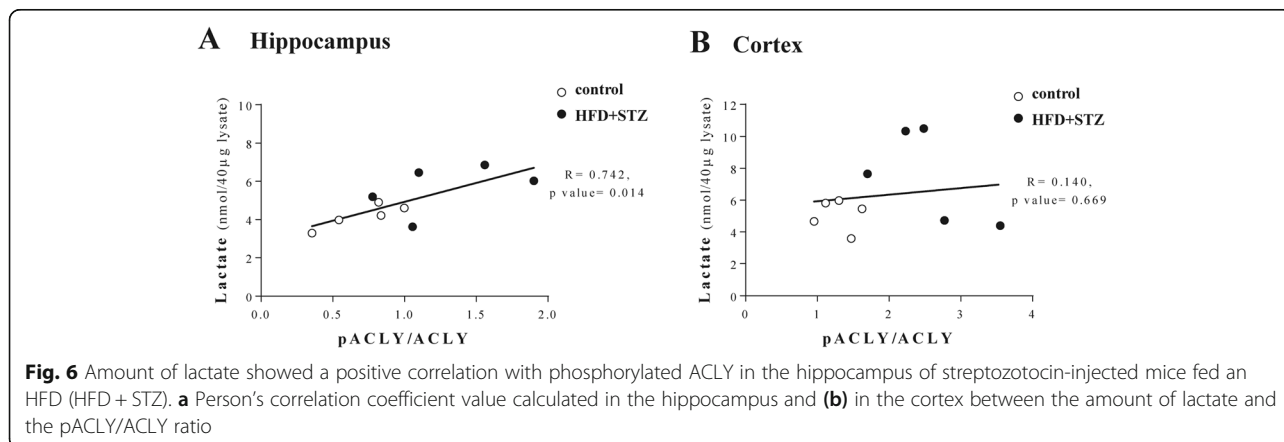 A Hippocampus
control
HFD+STZ
Lactate (nmol/40μg lysate)
10
8
6
4
2
0
R= 0.742,
p value= 0.014
0.0 0.5 1.0 1.5 2.0
pACLY/ACLY
B Cortex
control
HFD+STZ
Lactate (nmol/40μg lysate)
12
10
8
6
4
2
0
R= 0.140,
p value= 0.669
1 2 3 4
pACLY/ACLY
Fig. 6 Amount of lactate showed a positive correlation with phosphorylated ACLY in the hippocampus of streptozotocin-injected mice fed an
HFD (HFD + STZ). a Person's correlation coefficient value calculated in the hippocampus and (b) in the cortex between the amount of lactate and
the pACLY/ACLY ratio